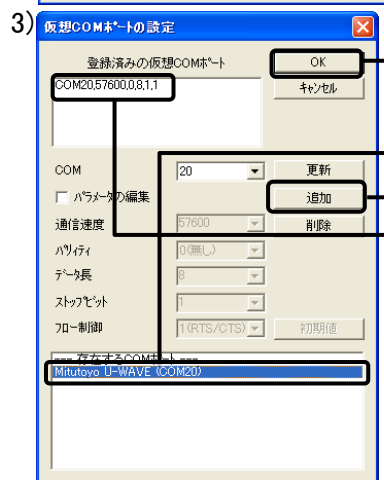 3)
仮想COMﾎﾟｰﾄの設定
登録済みの仮想COMﾎﾟｰﾄ
OK
COM20,57600,0,8,1,1
ｷｬﾝｾﾙ
COM
20
更新
ﾊﾟﾗﾒｰﾀの編集
追加
通信速度
57600
削除
ﾊﾟﾘﾃｨ
0(無し)
ﾃﾞｰﾀ長
8
ｽﾄｯﾌﾟﾋﾞｯﾄ
1
ﾌﾛｰ制御
1(RTS/CTS)
初期値
--- 存在するCOMﾎﾟｰﾄ ---
Mitutoyo U-WAVE (COM20)